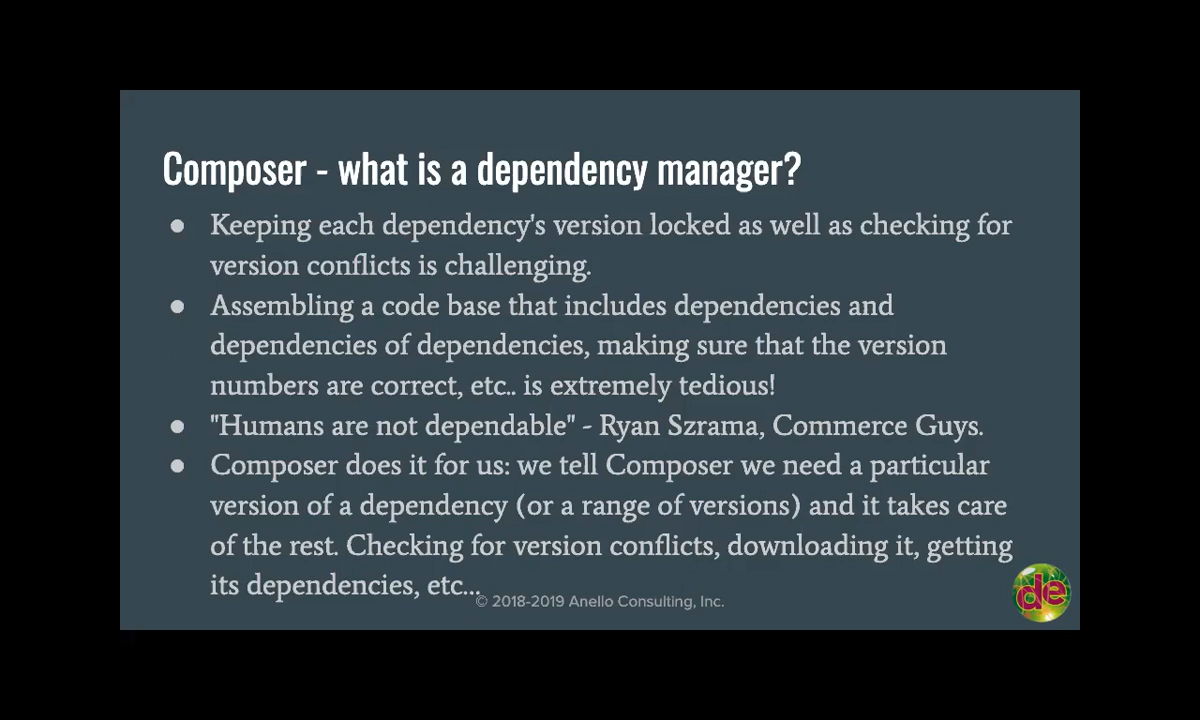 Composer - what is a dependency manager?
● Keeping each dependency's version locked as well as checking for
version conflicts is challenging.
● Assembling a code base that includes dependencies and
dependencies of dependencies, making sure that the version
numbers are correct, etc.. is extremely tedious!
● "Humans are not dependable" - Ryan Szrama, Commerce Guys.
● Composer does it for us: we tell Composer we need a particular
version of a dependency (or a range of versions) and it takes care
of the rest. Checking for version conflicts, downloading it, getting
its dependencies, etc...
© 2018-2019 Anello Consulting, Inc.
de